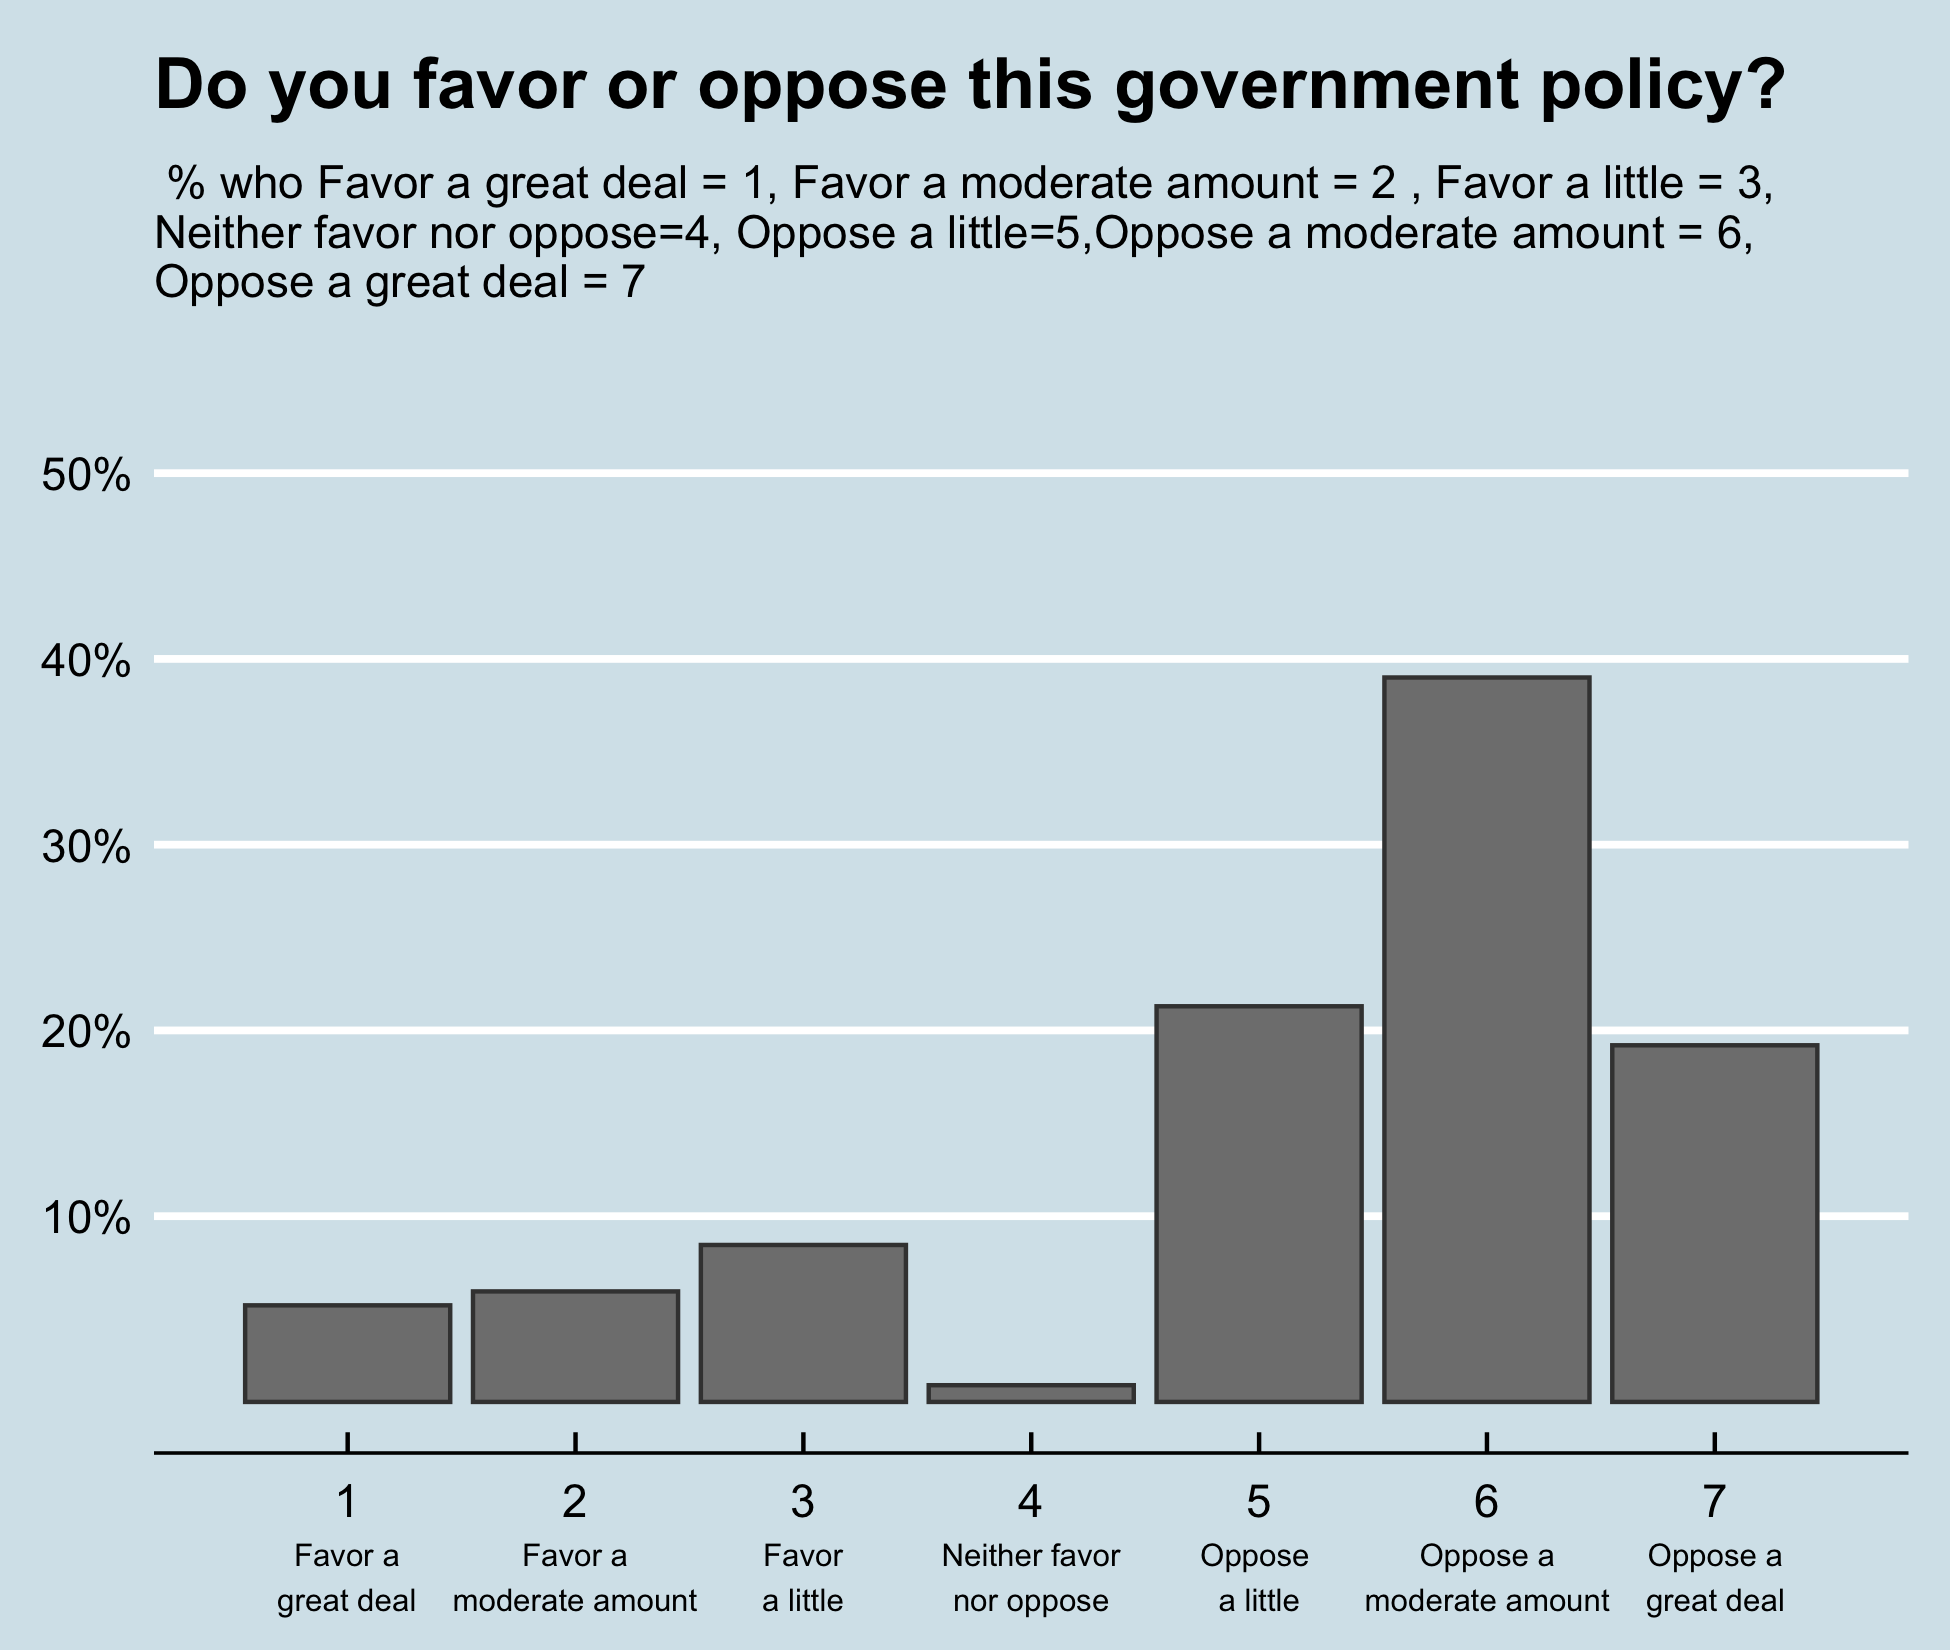 Do you favor or oppose this government policy?
% who Favor a great deal = 1, Favor a moderate amount = 2 , Favor a little = 3,
Neither favor nor oppose=4, Oppose a little=5,Oppose a moderate amount = 6,
Oppose a great deal = 7
50%
40%
30%
20%
10%
1 2 3 4 5 6 7
Favor a Favor a Favor Neither favor Oppose Oppose a Oppose a
great deal moderate amount a little nor oppose a little moderate amount great deal